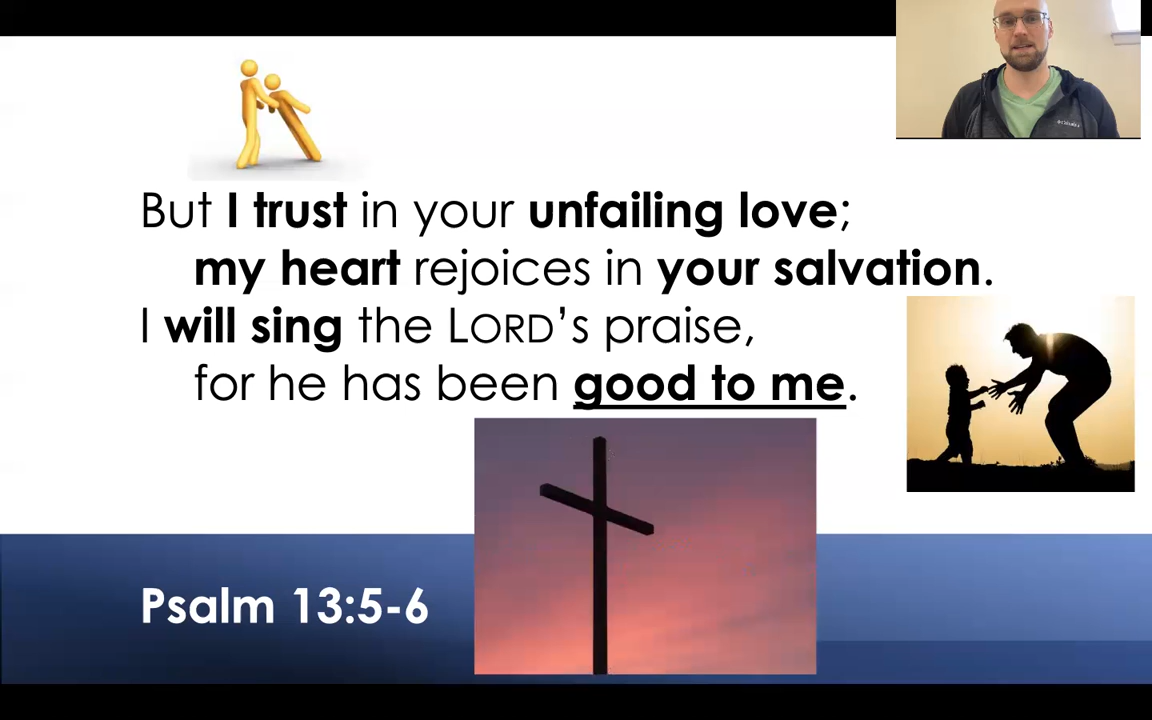 But I trust in your unfailing love;
my heart rejoices in your salvation.
I will sing the LORD’s praise,
for he has been good to me.
Psalm 13:5-6